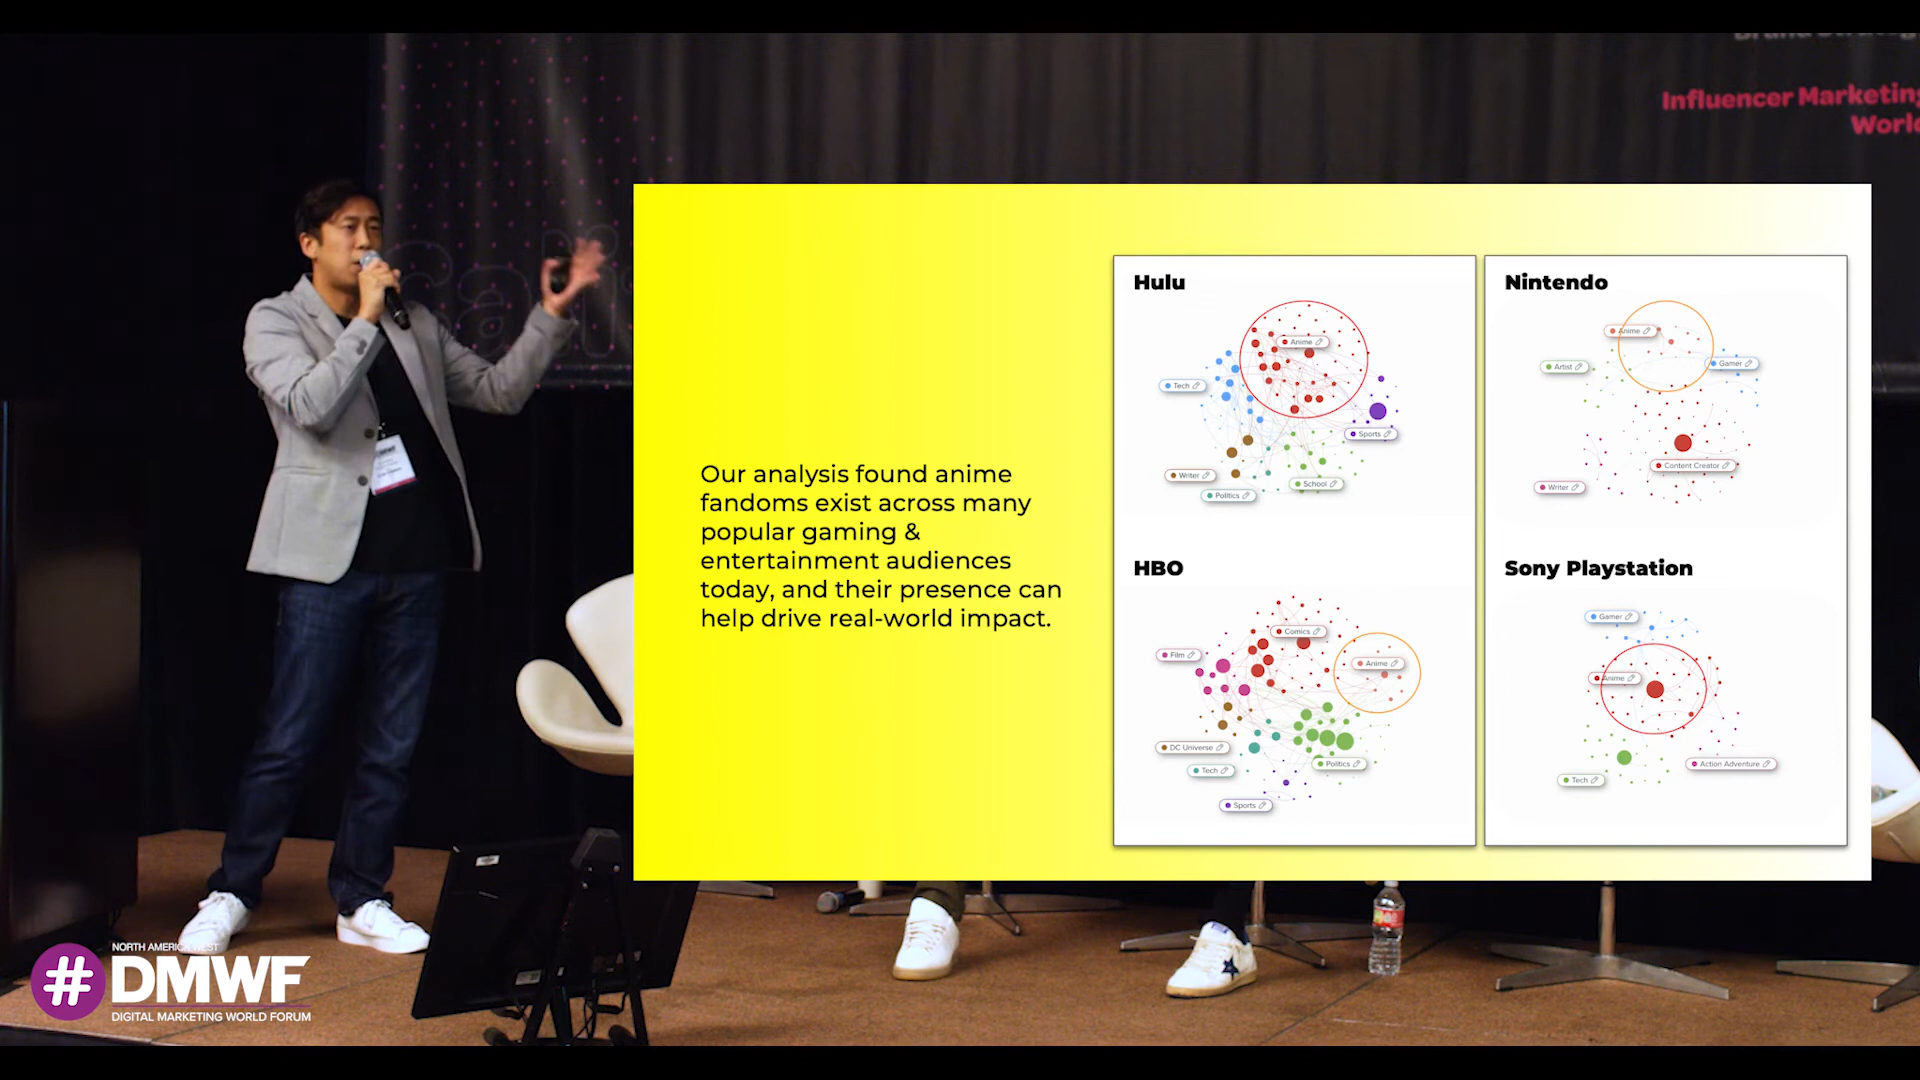 Influencer Marketing
World
Our analysis found anime
fandoms exist across many
popular gaming &
entertainment audiences
today, and their presence can
help drive real-world impact.
Hulu
Anime
Tech
Sports
Writer
School
Politics
Nintendo
Anime
Gamer
Artist
Content Creator
Writer
HBO
Comics
Film
Anime
DC Universe
Politics
Tech
Sports
Sony Playstation
Gamer
Anime
Action Adventure
Tech
NORTH AMERICA WEST
#DMWF
DIGITAL MARKETING WORLD FORUM